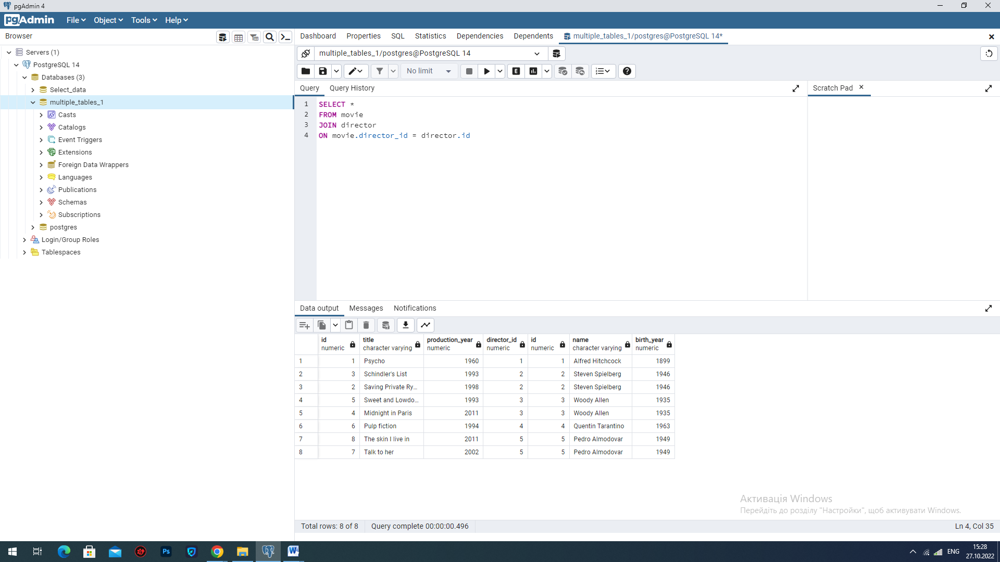 pgAdmin 4
pgAdmin File Object Tools Help
Browser
Dashboard Properties SQL Statistics Dependencies Dependents multiple_tables_1/postgres@PostgreSQL 14*
Servers (1)
PostgreSQL 14
Databases (3)
Select_data
multiple_tables_1
Casts
Catalogs
Event Triggers
Extensions
Foreign Data Wrappers
Languages
Publications
Schemas
Subscriptions
postgres
Login/Group Roles
Tablespaces
multiple_tables_1/postgres@PostgreSQL 14
No limit
E
Query Query History
Scratch Pad
1 SELECT *
2 FROM movie
3 JOIN director
4 ON movie.director_id = director.id
Data output Messages Notifications
id title production_year director_id id name birth_year
numeric character varying numeric numeric numeric character varying numeric
1 1 Psycho 1960 1 1 Alfred Hitchcock 1899
2 3 Schindler's List 1993 2 2 Steven Spielberg 1946
3 2 Saving Private Ry... 1998 2 2 Steven Spielberg 1946
4 5 Sweet and Lowdo... 1993 3 3 Woody Allen 1935
5 4 Midnight in Paris 2011 3 3 Woody Allen 1935
6 6 Pulp fiction 1994 4 4 Quentin Tarantino 1963
7 8 The skin I live in 2011 5 5 Pedro Almodovar 1949
8 7 Talk to her 2002 5 5 Pedro Almodovar 1949
Активація Windows
Перейдіть до розділу "Настройки", щоб активувати Windows.
Total rows: 8 of 8 Query complete 00:00:00.496 Ln 4, Col 35
Ps
W
ENG
15:28
27.10.2022